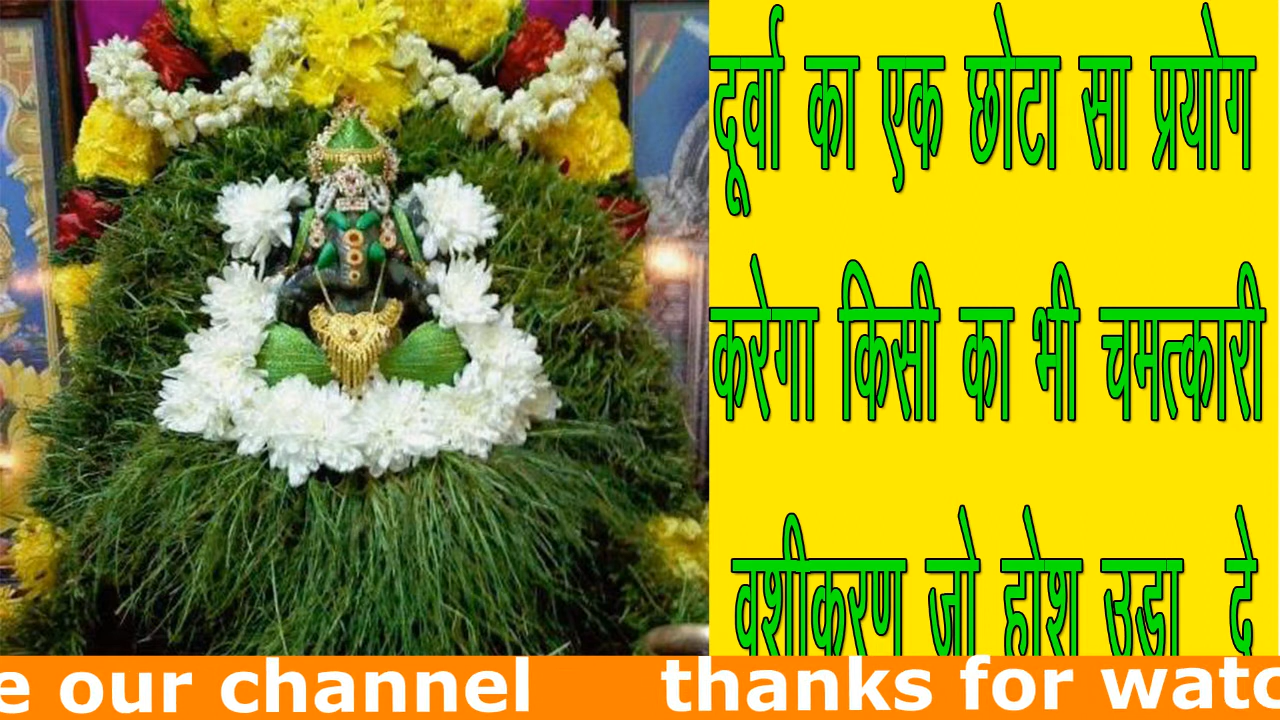 दूर्वा का एक छोटा सा प्रयोग
करेगा किसी का भी चमत्कारी
वशीकरण जो होश उडा दे
e our channel thanks for watc